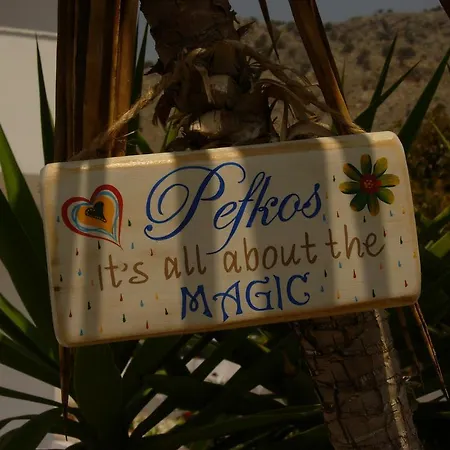 Pefkos
It's all about the
MAGIC